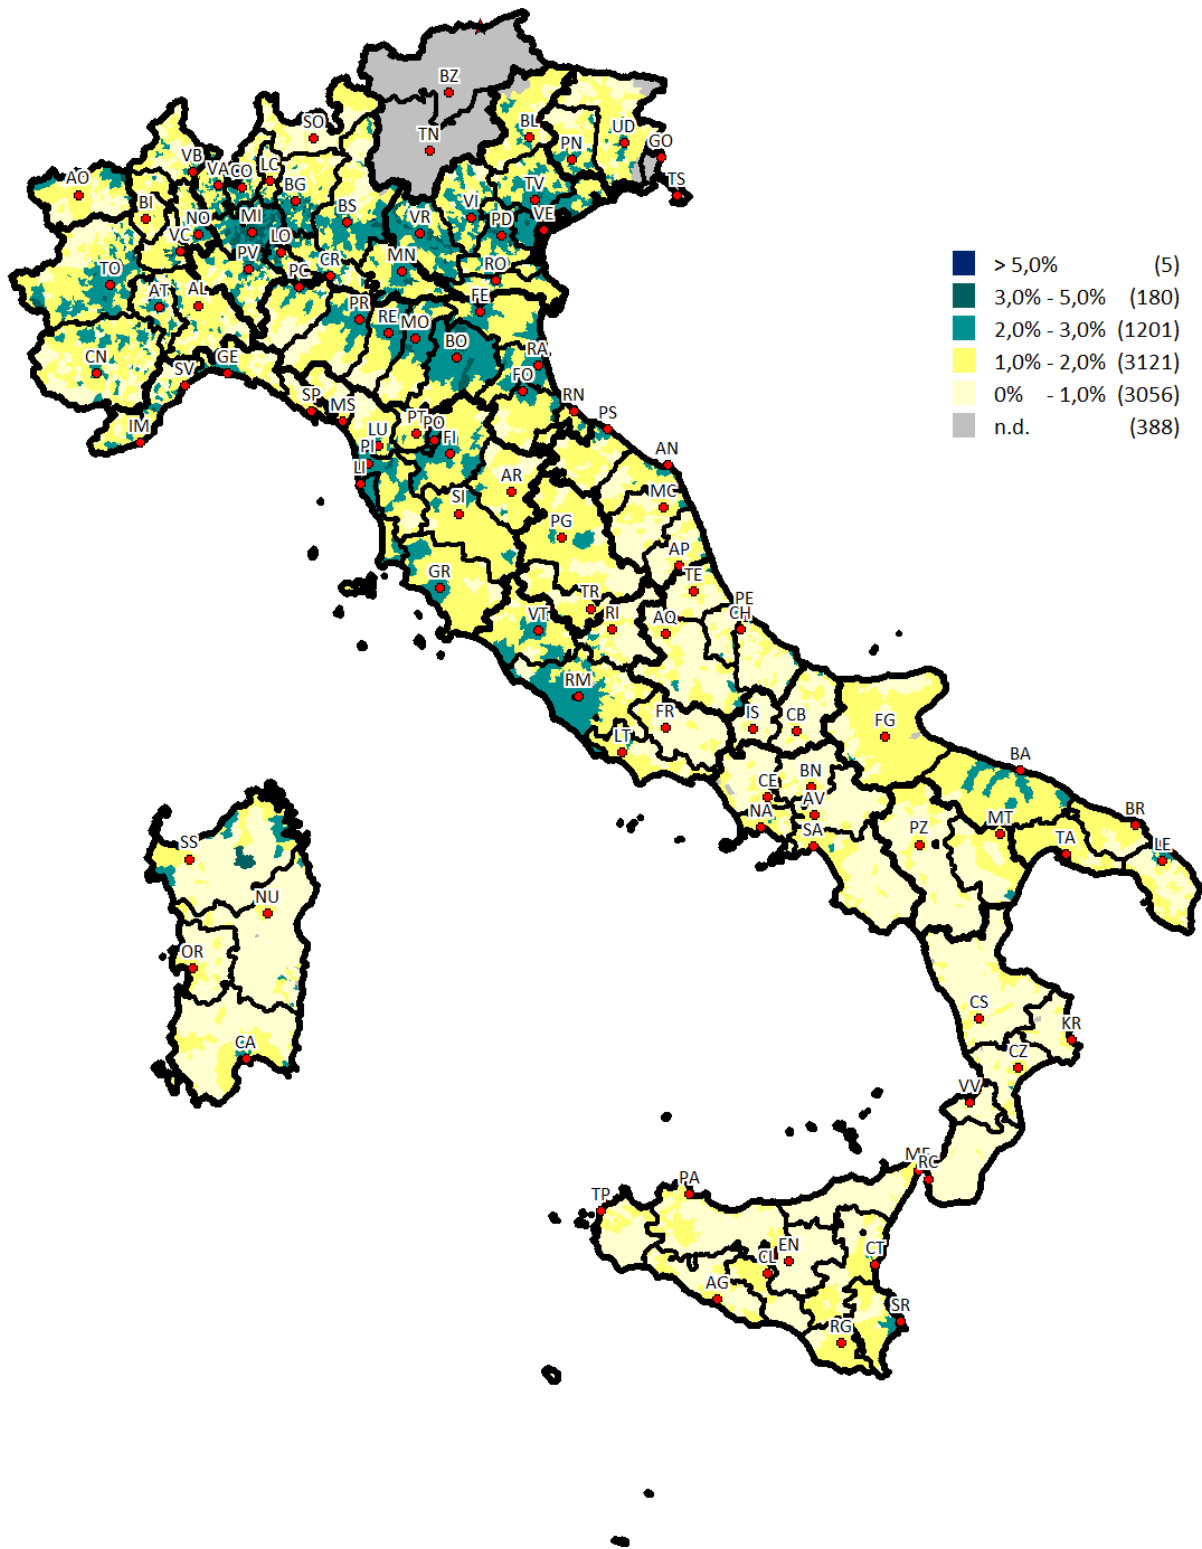 BZ
SO
TN
BL
UD
PN
GO
TS
VB
VA
CO
LC
AO
BI
BG
NO
MI
BS
VR
VI
TV
PD
VE
VC
LO
PV
TO
CR
MN
RO
AT
AL
PC
PR
RE
MO
FE
CN
BO
RA
SV
GE
FO
SP
MS
RN
PS
IM
LU
PT
PO
PI
FI
LI
AN
AR
SI
MC
PG
AP
GR
TE
TR
RI
PE
CH
VT
AQ
RM
FR
IS
CB
FG
LT
BA
CE
BN
NA
AV
SA
PZ
MT
BR
TA
LE
SS
NU
OR
CA
CS
KR
CZ
VV
RC
TP
PA
EN
CT
CL
AG
SR
RG
> 5,0% (5)
3,0% - 5,0% (180)
2,0% - 3,0% (1201)
1,0% - 2,0% (3121)
0% - 1,0% (3056)
n.d. (388)